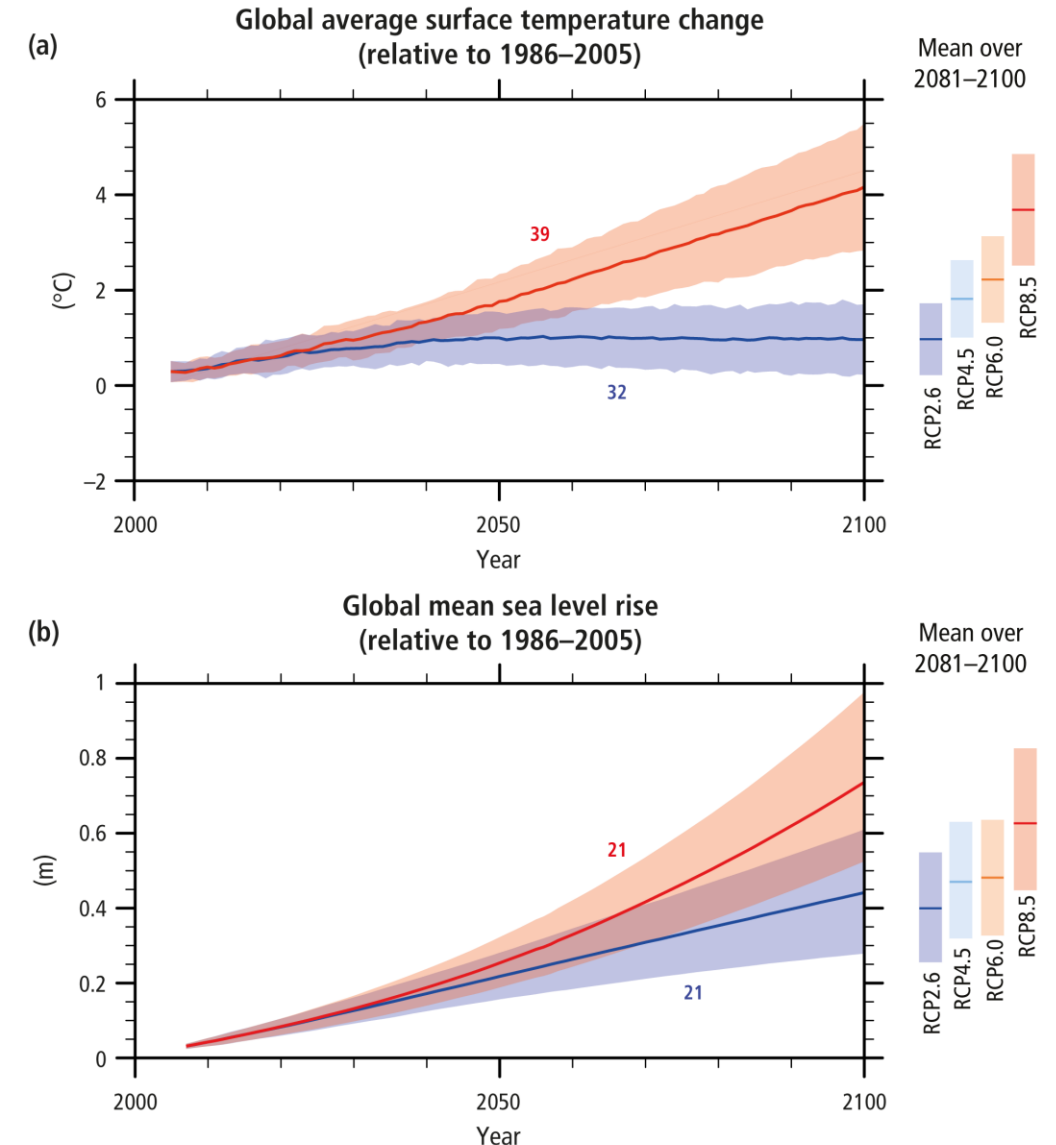 (a)
Global average surface temperature change
(relative to 1986–2005)
Mean over
2081–2100
6
4
2
0
–2
(°C)
39
32
2000
2050
2100
Year
RCP2.6
RCP4.5
RCP6.0
RCP8.5
(b)
Global mean sea level rise
(relative to 1986–2005)
Mean over
2081–2100
1
0.8
0.6
0.4
0.2
0
(m)
21
21
2000
2050
2100
Year
RCP2.6
RCP4.5
RCP6.0
RCP8.5